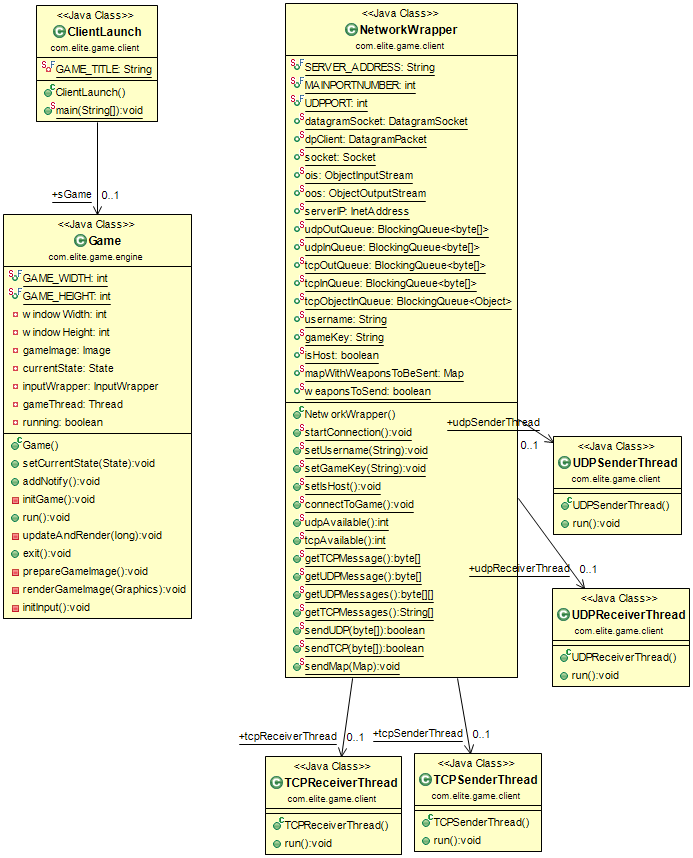 <<Java Class>>
ClientLaunch
com.elite.game.client
GAME_TITLE: String
ClientLaunch()
main(String[]):void
+sGame 0..1
<<Java Class>>
Game
com.elite.game.engine
GAME_WIDTH: int
GAME_HEIGHT: int
windowWidth: int
windowHeight: int
gameImage: Image
currentState: State
inputWrapper: InputWrapper
gameThread: Thread
running: boolean
Game()
setCurrentState(State):void
addNotify():void
initGame():void
run():void
updateAndRender(long):void
exit():void
prepareGameImage():void
renderGameImage(Graphics):void
initInput():void
<<Java Class>>
NetworkWrapper
com.elite.game.client
SERVER_ADDRESS: String
MAINPORTNUMBER: int
UDPPORT: int
datagramSocket: DatagramSocket
dpClient: DatagramPacket
socket: Socket
ois: ObjectInputStream
oos: ObjectOutputStream
serverIP: InetAddress
udpOutQueue: BlockingQueue<byte[]>
udpInQueue: BlockingQueue<byte[]>
tcpOutQueue: BlockingQueue<byte[]>
tcpInQueue: BlockingQueue<byte[]>
tcpObjectInQueue: BlockingQueue<Object>
username: String
gameKey: String
isHost: boolean
mapWithWeaponsToBeSent: Map
weaponsToSend: boolean
NetworkWrapper()
startConnection():void
setUsername(String):void
setGameKey(String):void
setIsHost():void
connectToGame():void
udpAvailable():int
tcpAvailable():int
getTCPMessage():byte[]
getUDPMessage():byte[]
getUDPMessages():byte[][]
getTCPMessages():String[]
sendUDP(byte[]):boolean
sendTCP(byte[]):boolean
sendMap(Map):void
+udpSenderThread
0..1
<<Java Class>>
UDPSenderThread
com.elite.game.client
UDPSenderThread()
run():void
+udpReceiverThread 0..1
<<Java Class>>
UDPReceiverThread
com.elite.game.client
UDPReceiverThread()
run():void
+tcpReceiverThread 0..1
<<Java Class>>
TCPReceiverThread
com.elite.game.client
TCPReceiverThread()
run():void
+tcpSenderThread 0..1
<<Java Class>>
TCPSenderThread
com.elite.game.client
TCPSenderThread()
run():void